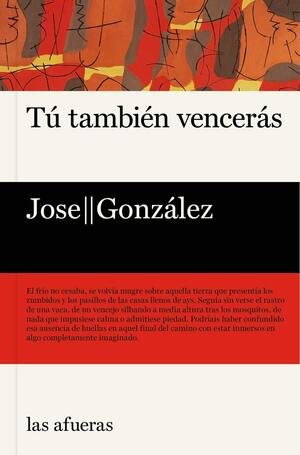 Tú también vencerás
Jose||González
El frío no cesaba, se volvía mugre sobre aquella tierra que presentía los
zumbidos y los pasillos de las casas llenos de ays. Seguía sin verse el rastro
de una vaca, de un vencejo silbando a media altura tras los mosquitos, de
nada que impusiese calma o admitiese piedad. Podríais haber confundido
esa ausencia de huellas en aquel final del camino con estar inmersos en
algo completamente imaginado.
las afueras